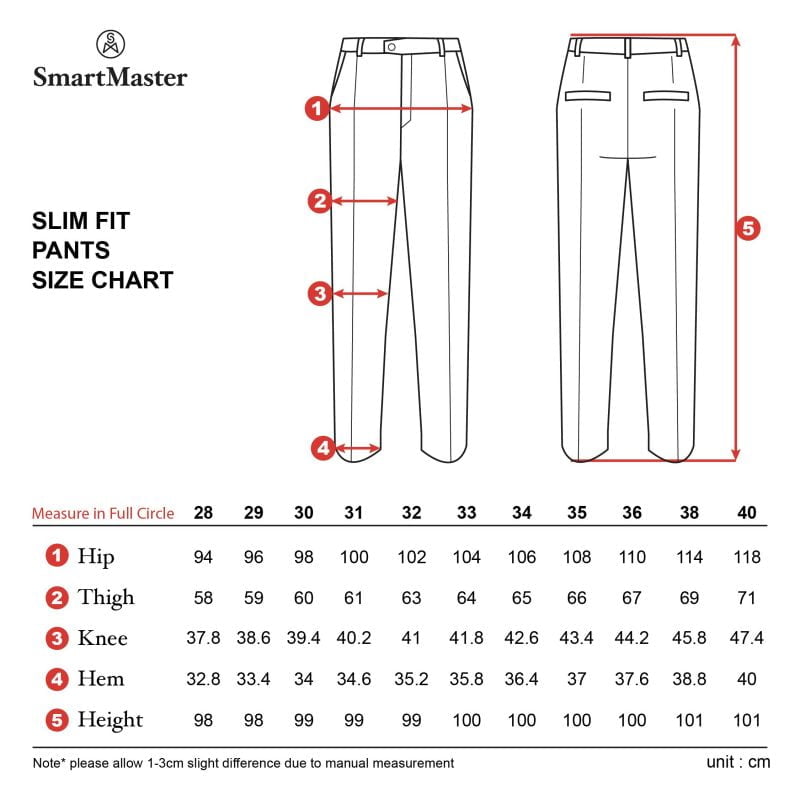 SmartMaster
SLIM FIT
PANTS
SIZE CHART
1
2
3
4
5
Measure in Full Circle 28 29 30 31 32 33 34 35 36 38 40
1 Hip 94 96 98 100 102 104 106 108 110 114 118
2 Thigh 58 59 60 61 63 64 65 66 67 69 71
3 Knee 37.8 38.6 39.4 40.2 41 41.8 42.6 43.4 44.2 45.8 47.4
4 Hem 32.8 33.4 34 34.6 35.2 35.8 36.4 37 37.6 38.8 40
5 Height 98 98 99 99 99 100 100 100 100 101 101
Note* please allow 1-3cm slight difference due to manual measurement
unit : cm